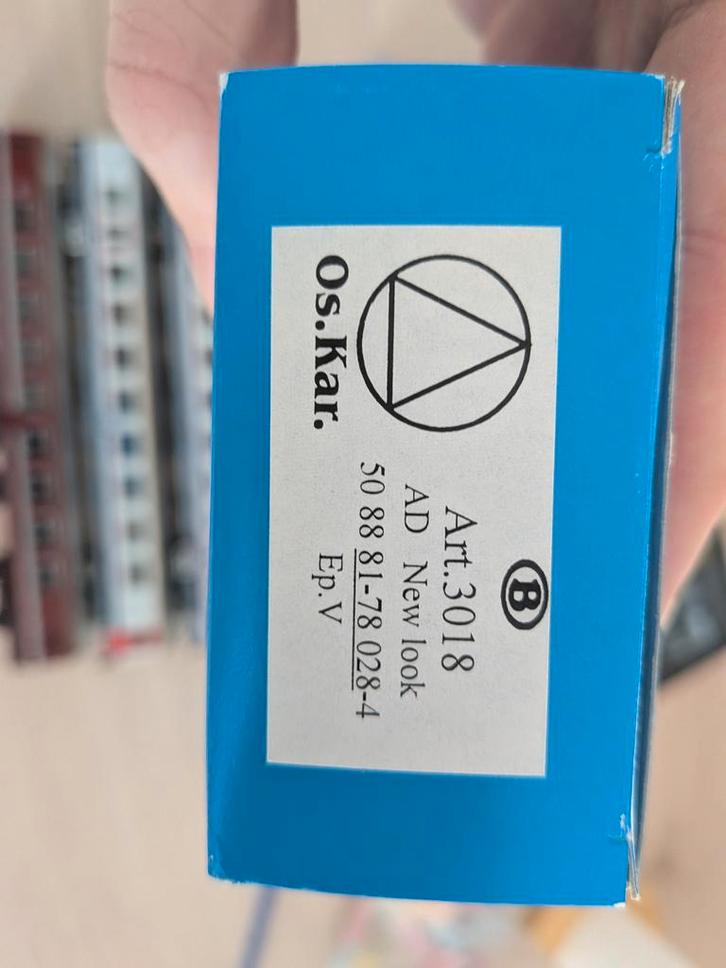 B
Art.3018
AD New look
50 88 81-78 028-4
Ep.V
Os.Kar.